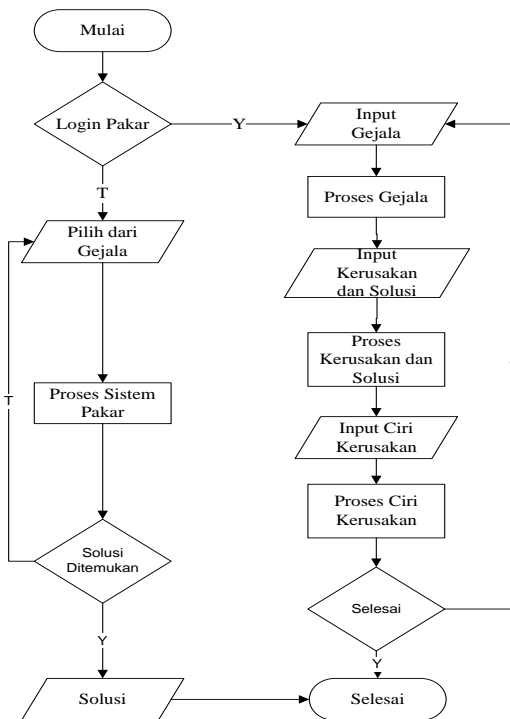 Mulai
Login Pakar
Y
Input
Gejala
T
Proses Gejala
Pilih dari
Gejala
Input
Kerusakan
dan Solusi
Proses
Kerusakan dan
Solusi
Proses Sistem
Pakar
T
Input Ciri
Kerusakan
Proses Ciri
Kerusakan
Solusi
Ditemukan
Selesai
Y
Y
Solusi
Selesai